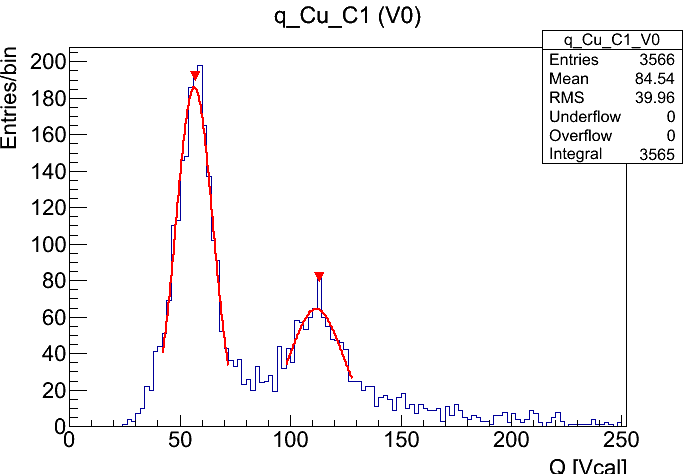 q_Cu_C1 (V0)
q_Cu_C1_V0
Entries 3566
Mean 84.54
RMS 39.96
Underflow 0
Overflow 0
Integral 3565
Entries/bin
200
180
160
140
120
100
80
60
40
20
0
0 50 100 150 200 250
Q [Vcal]